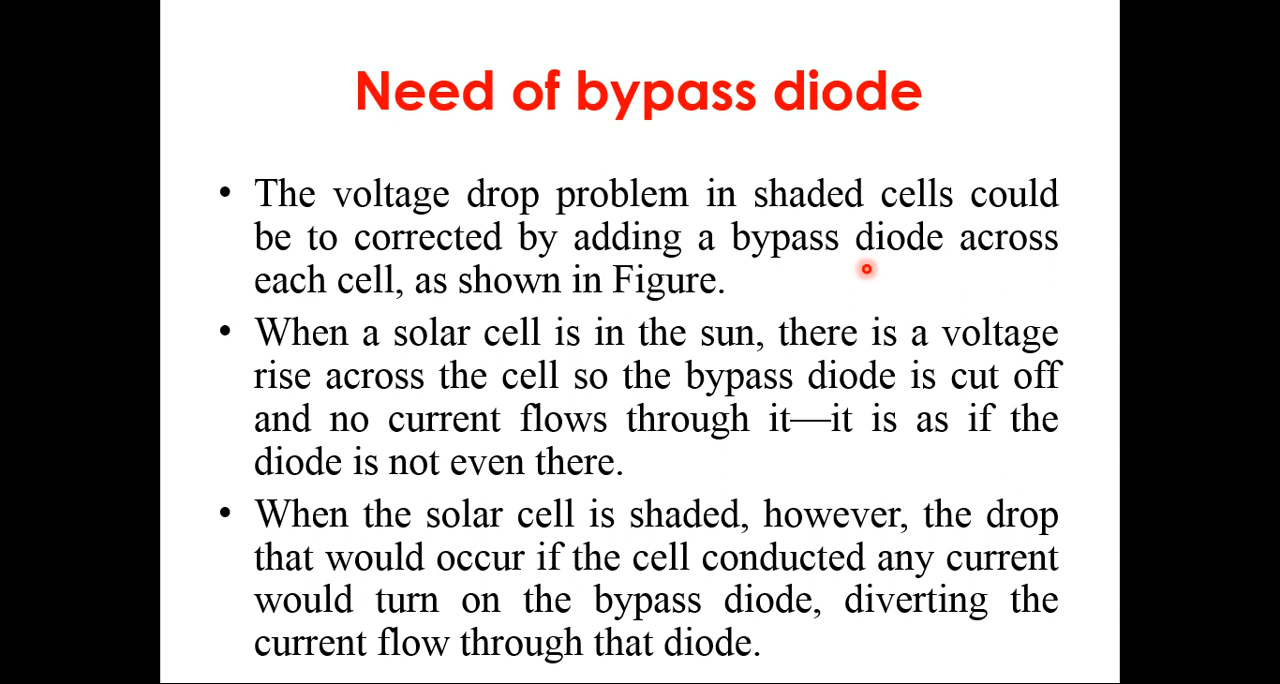 Need of bypass diode
• The voltage drop problem in shaded cells could
be to corrected by adding a bypass diode across
each cell, as shown in Figure.
• When a solar cell is in the sun, there is a voltage
rise across the cell so the bypass diode is cut off
and no current flows through it—it is as if the
diode is not even there.
• When the solar cell is shaded, however, the drop
that would occur if the cell conducted any current
would turn on the bypass diode, diverting the
current flow through that diode.